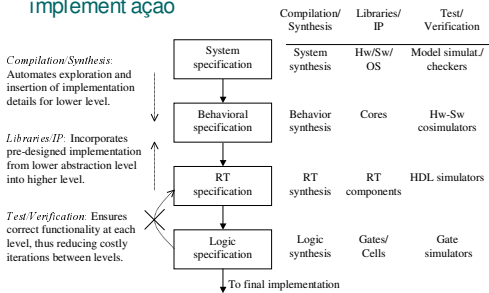 implementação
Compilation/
Synthesis
Libraries/
IP
Test/
Verification
Compilation/Synthesis:
Automates exploration and
insertion of implementation
details for lower level.
Libraries/IP: Incorporates
pre-designed implementation
from lower abstraction level
into higher level.
Test/Verification: Ensures
correct functionality at each
level, thus reducing costly
iterations between levels.
System
specification
System
synthesis
Hw/Sw/
OS
Model simulat./
checkers
Behavioral
specification
Behavior
synthesis
Cores
Hw-Sw
cosimulators
RT
specification
RT
synthesis
RT
components
HDL simulators
Logic
specification
Logic
synthesis
Gates/
Cells
Gate
simulators
To final implementation